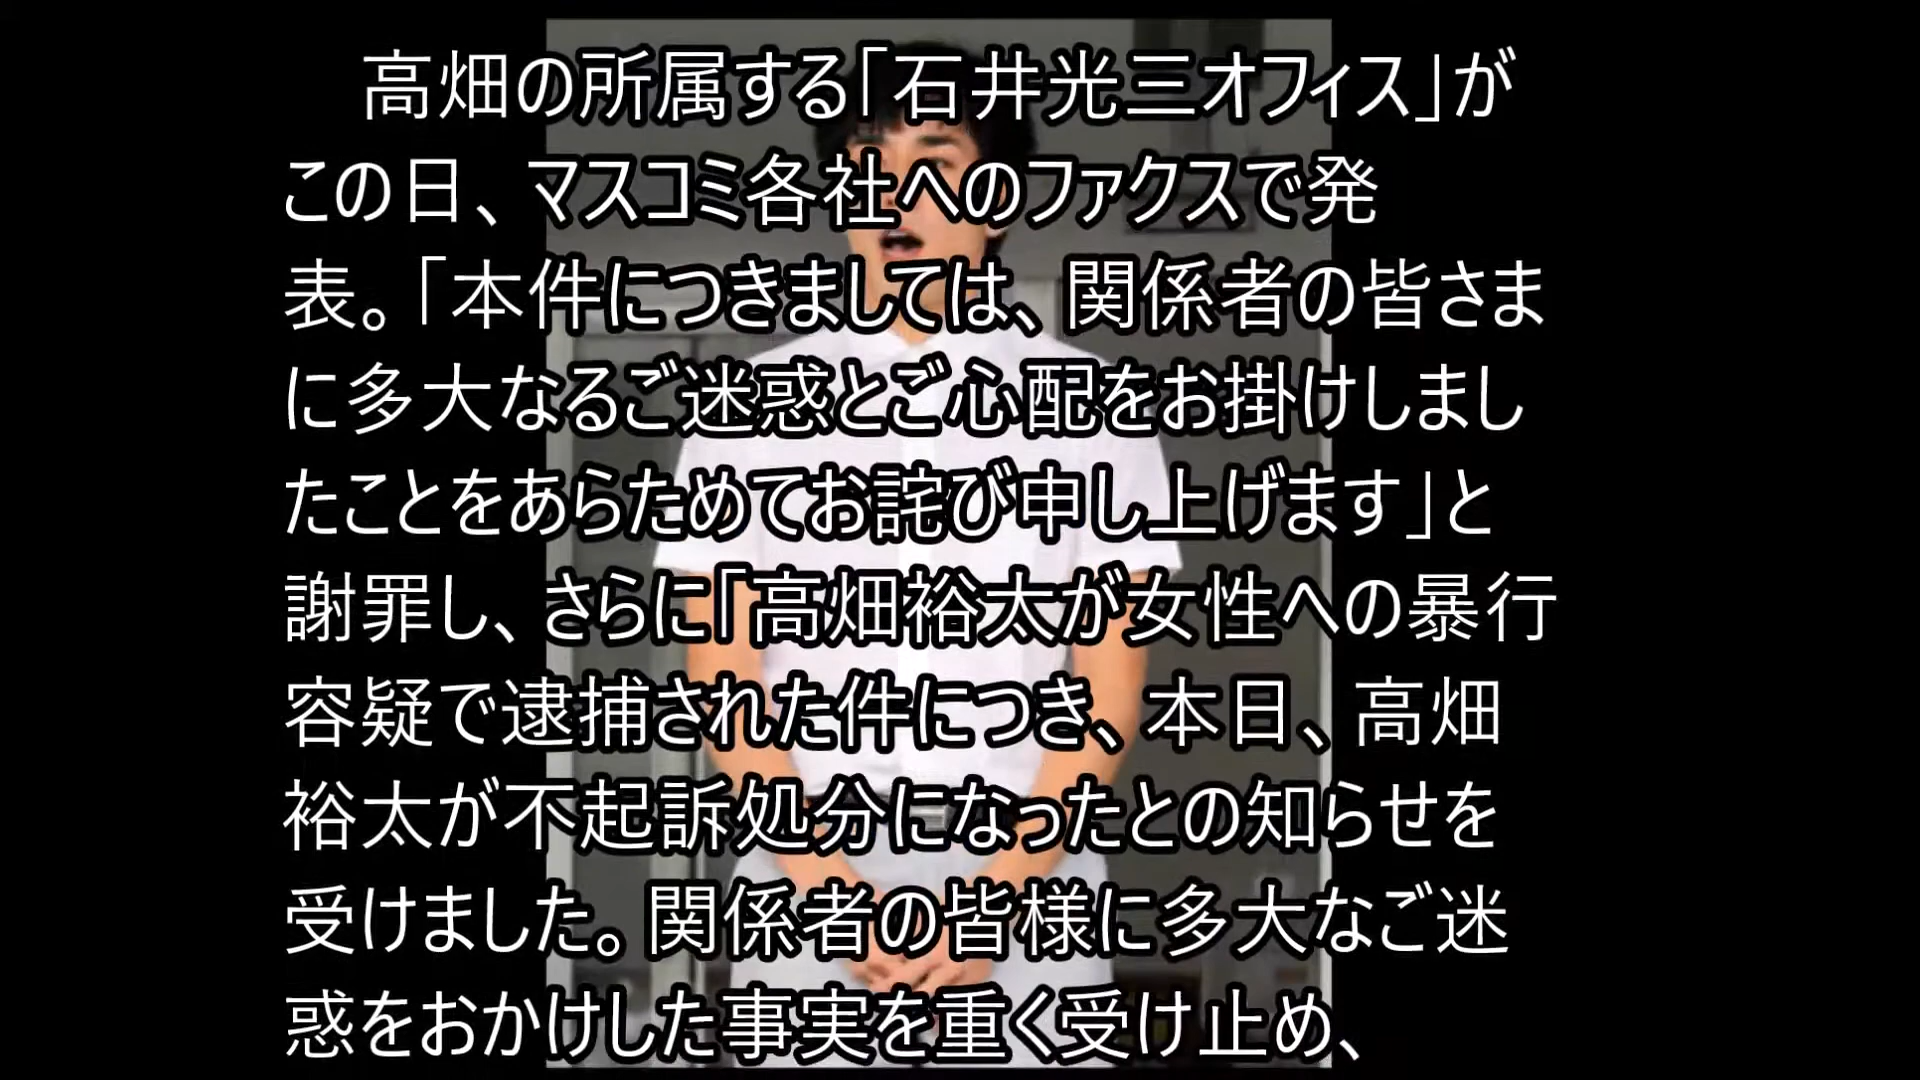 高畑の所属する「石井光三オフィス」が
この日、マスコミ各社へのファクスで発
表。「本件につきましては、関係者の皆さま
に多大なるご迷惑とご心配をお掛けしまし
たことをあらためてお詫び申し上げます」と
謝罪し、さらに「高畑裕太が女性への暴行
容疑で逮捕された件につき、本日、高畑
裕太が不起訴処分になったとの知らせを
受けました。関係者の皆様に多大なご迷
惑をおかけした事実を重く受け止め、